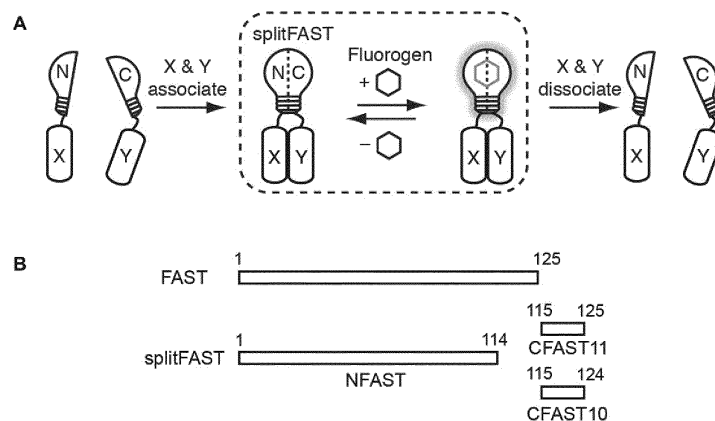 A
splitFAST
N
C
X
Y
X & Y
associate
N C
X Y
Fluorogen
+
−
X Y
X & Y
dissociate
N
C
X
Y
B
1 125
FAST
115 125
CFAST11
1 114
splitFAST
NFAST
115 124
CFAST10